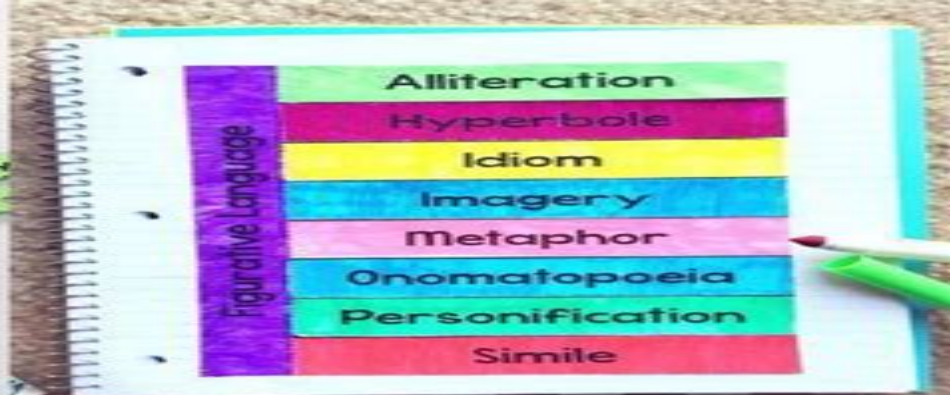 Figurative Language
Alliteration
Hyperbole
Idiom
Imagery
Metaphor
Onomatopoeia
Personification
Simile